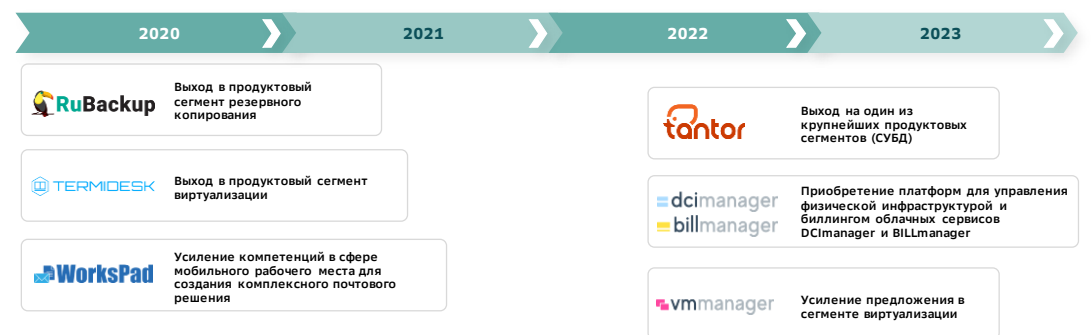 2020
2021
2022
2023
RuBackup
Выход в продуктовый
сегмент резервного
копирования
TERMIDESK
Выход в продуктовый сегмент
виртуализации
WorksPad
Усиление компетенций в сфере
мобильного рабочего места для
создания комплексного почтового
решения
tantor
Выход на один из
крупнейших продуктовых
сегментов (СУБД)
dcimanager
billmanager
Приобретение платформ для управления
физической инфраструктурой и
биллингом облачных сервисов
DCImanager и BILLmanager
vmmanager
Усиление предложения в
сегменте виртуализации